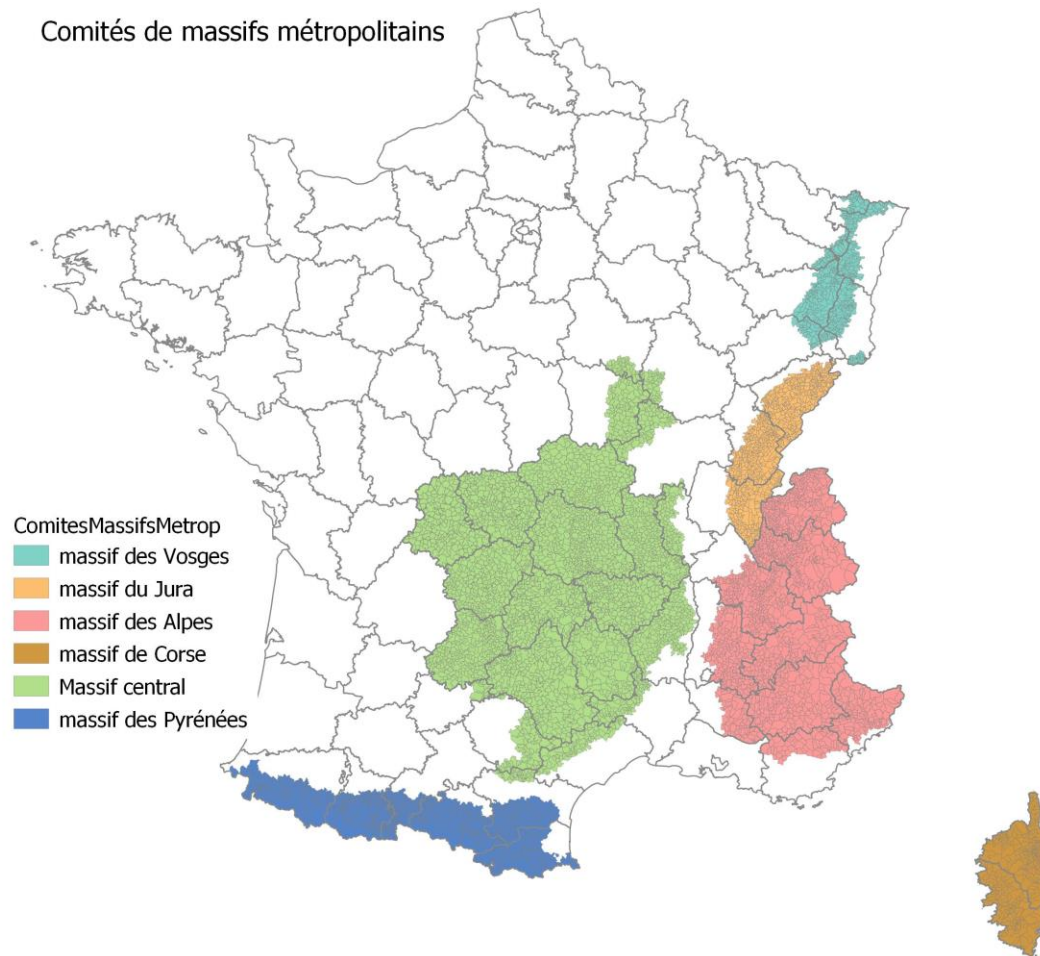 Comités de massifs métropolitains
ComitesMassifsMetrop
massif des Vosges
massif du Jura
massif des Alpes
massif de Corse
Massif central
massif des Pyrénées